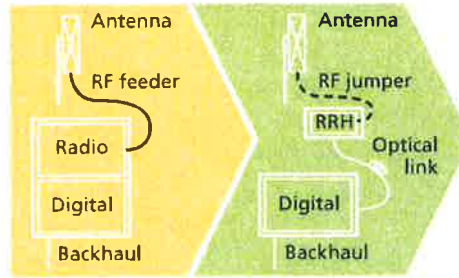 Antenna
RF feeder
Radio
Digital
Backhaul
Antenna
RF jumper
RRH
Optical
link
Digital
Backhaul